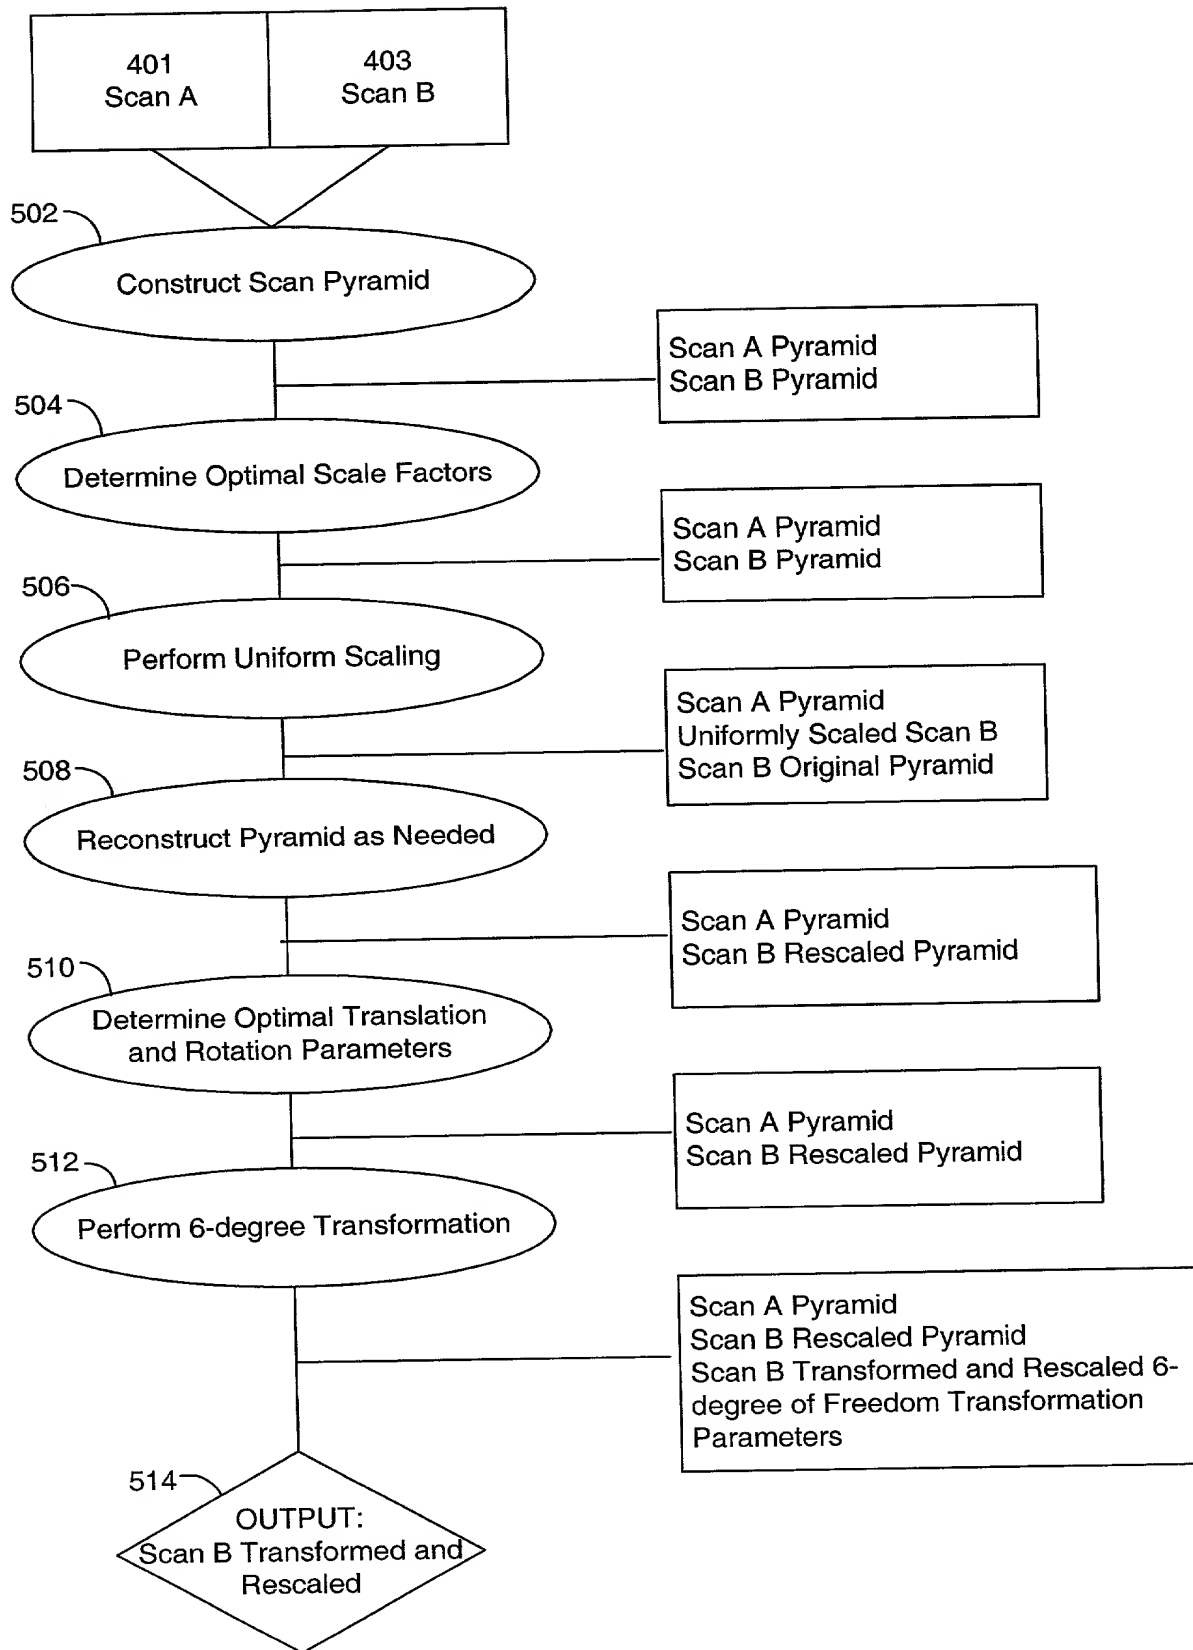 401
Scan A
403
Scan B
502
Construct Scan Pyramid
Scan A Pyramid
Scan B Pyramid
504
Determine Optimal Scale Factors
Scan A Pyramid
Scan B Pyramid
506
Perform Uniform Scaling
Scan A Pyramid
Uniformly Scaled Scan B
Scan B Original Pyramid
508
Reconstruct Pyramid as Needed
Scan A Pyramid
Scan B Rescaled Pyramid
510
Determine Optimal Translation
and Rotation Parameters
Scan A Pyramid
Scan B Rescaled Pyramid
512
Perform 6-degree Transformation
Scan A Pyramid
Scan B Rescaled Pyramid
Scan B Transformed and Rescaled 6-
degree of Freedom Transformation
Parameters
514
OUTPUT:
Scan B Transformed and
Rescaled